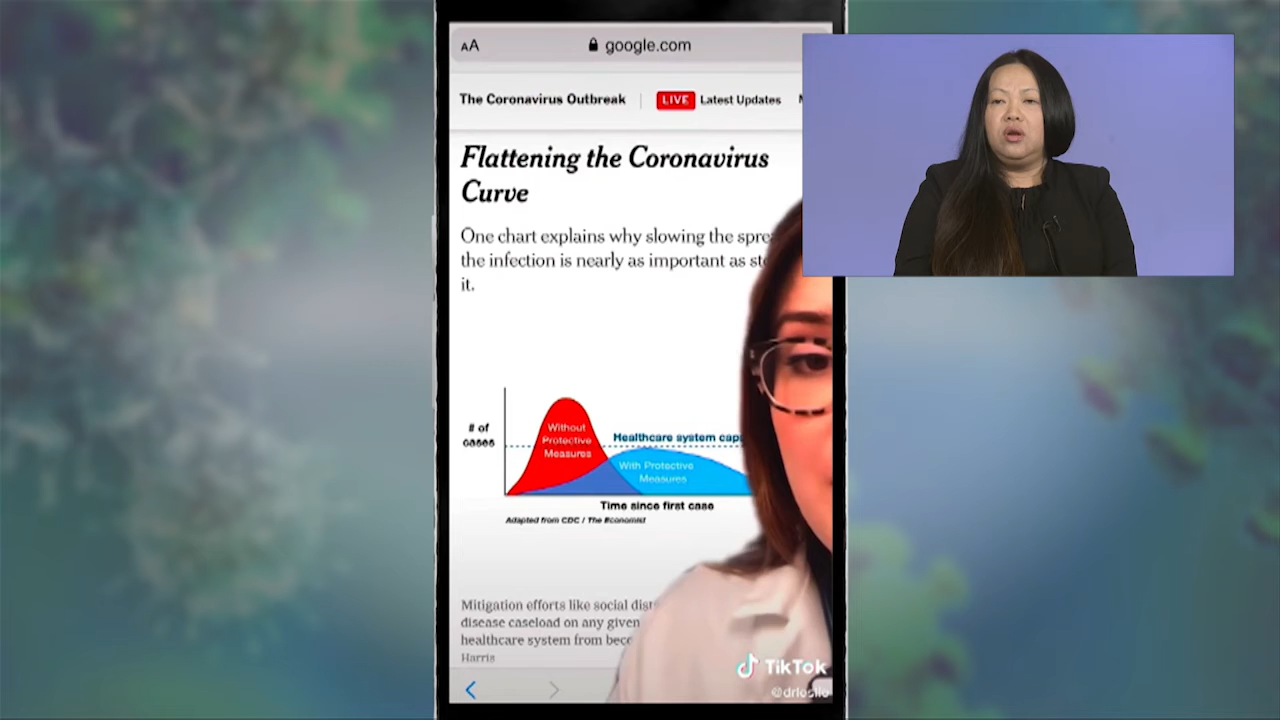 AA google.com
The Coronavirus Outbreak LIVE Latest Updates
Flattening the Coronavirus
Curve
One chart explains why slowing the spre
the infection is nearly as important as st
it.
# of
cases
Without
Protective
Measures
Healthcare system cap
With Protective
Measures
Time since first case
Adapted from CDC / The Economist
Mitigation efforts like social dist
disease caseload on any given
healthcare system from beco
Harris
TikTok